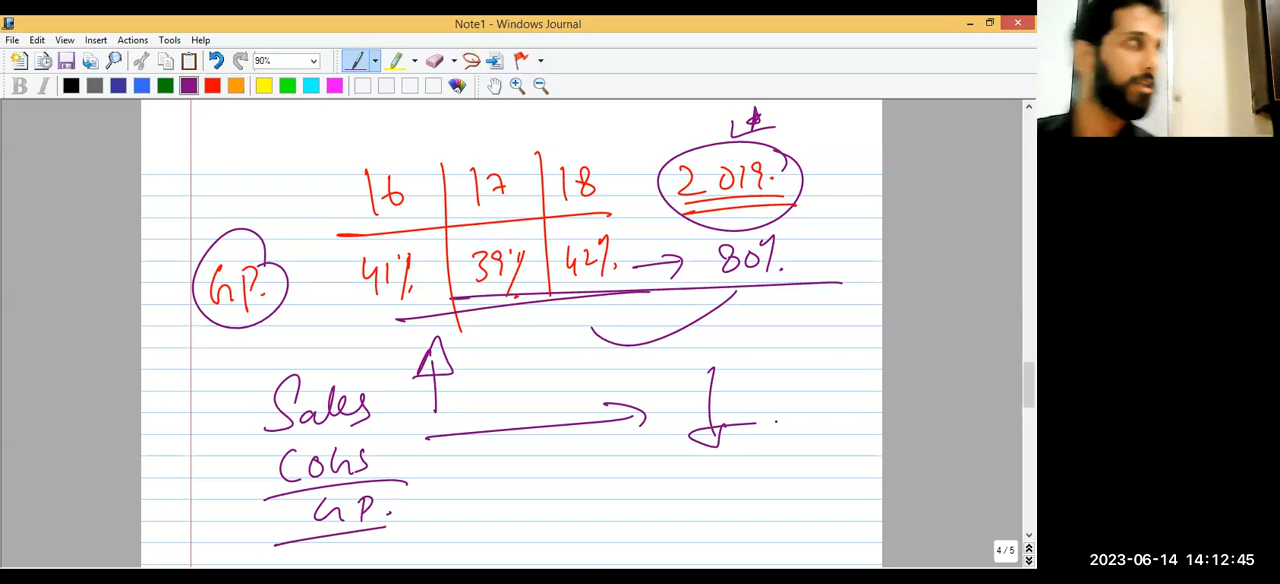 Note1 - Windows Journal
File Edit View Insert Actions Tools Help
90%
B I
16 17 18 2019.
GP. 41% 39% 42% → 80%
Sales
COGS
GP.
4/5
2023-06-14 14:12:45